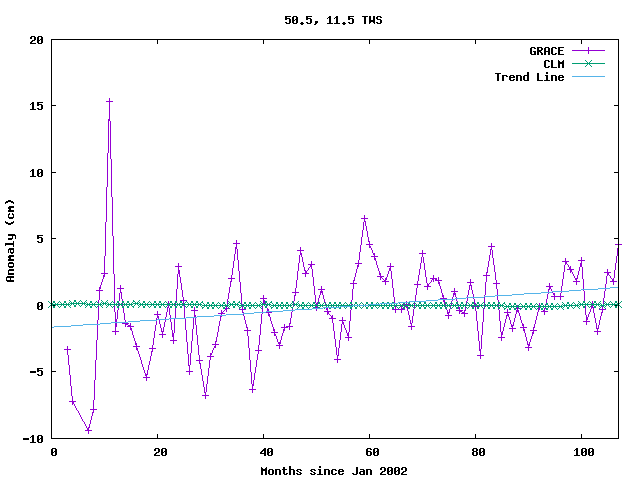 50.5, 11.5 TWS
GRACE
CLM
Trend Line
20
15
10
5
0
-5
-10
Anomaly (cm)
0 20 40 60 80 100
Months since Jan 2002